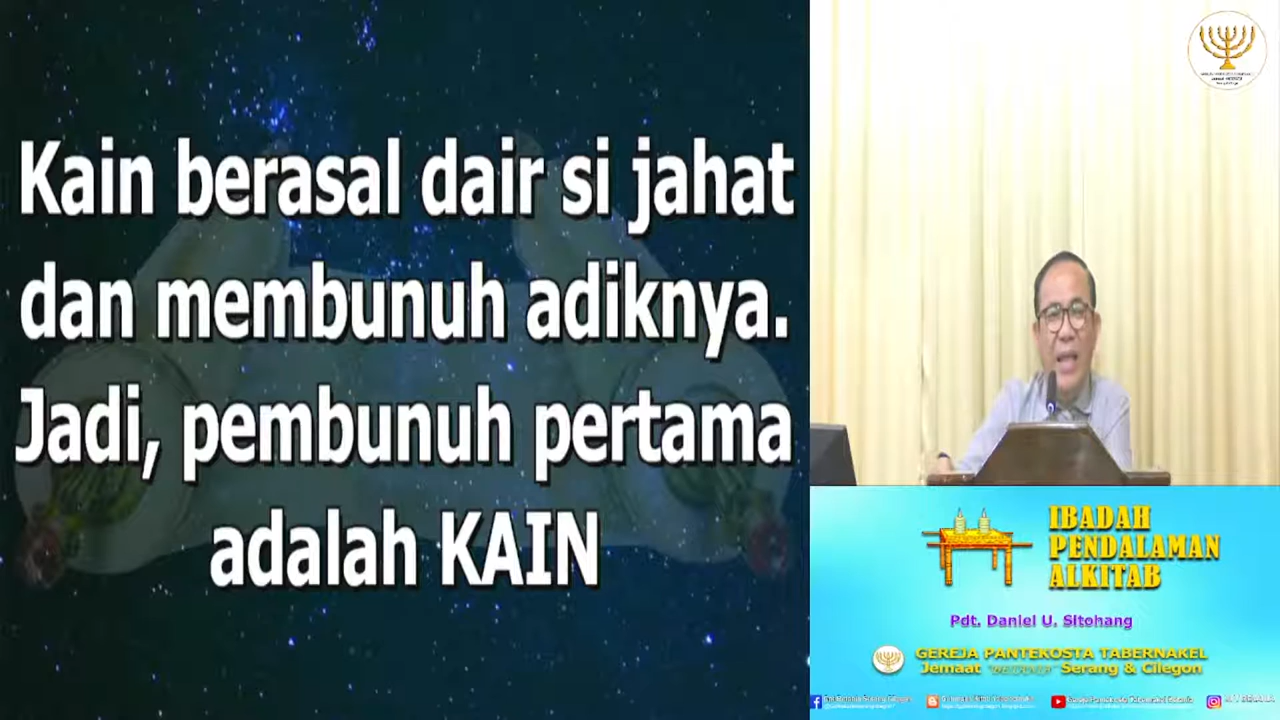 Kain berasal dair si jahat
dan membunuh adiknya.
Jadi, pembunuh pertama
adalah KAIN
IBADAH
PENDALAMAN
ALKITAB
Pdt. Daniel U. Sitohang
GEREJA PANTEKOSTA TABERNAKEL
Jemaat "BETANIA" Serang & Cilegon